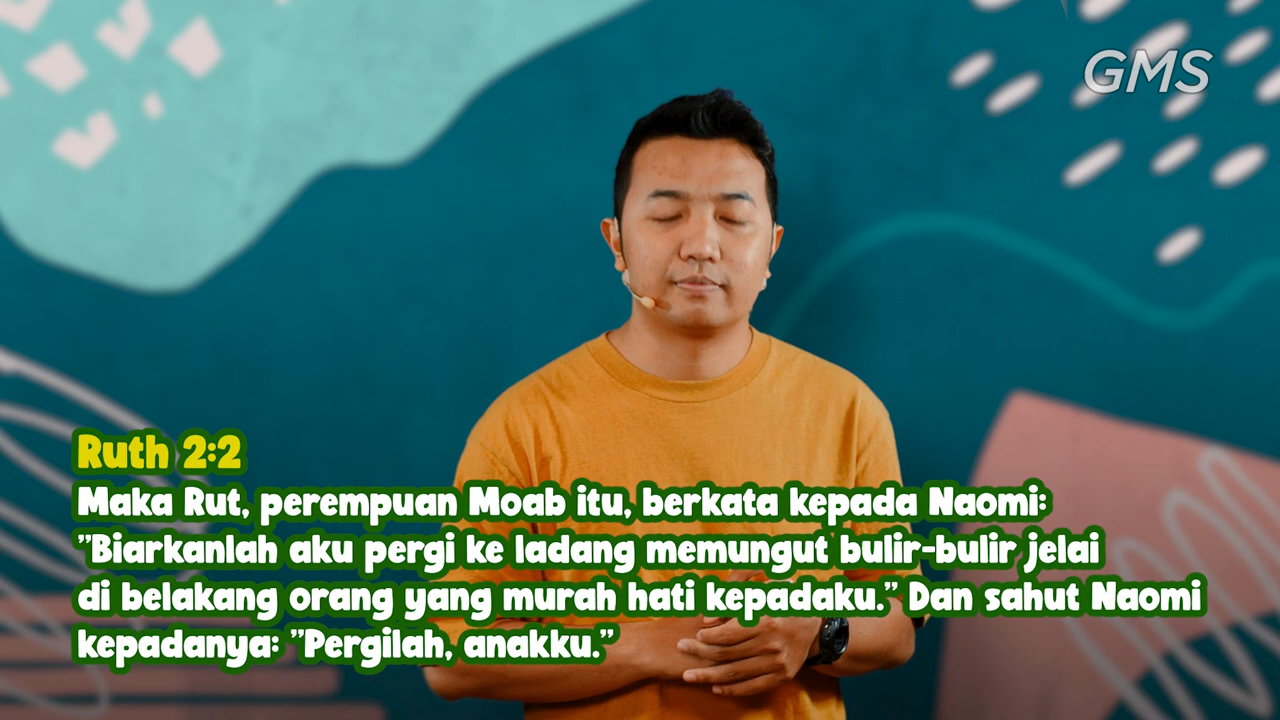 GMS
Ruth 2:2
Maka Rut, perempuan Moab itu, berkata kepada Naomi:
"Biarkanlah aku pergi ke ladang memungut bulir-bulir jelai
di belakang orang yang murah hati kepadaku." Dan sahut Naomi
kepadanya: "Pergilah, anakku."